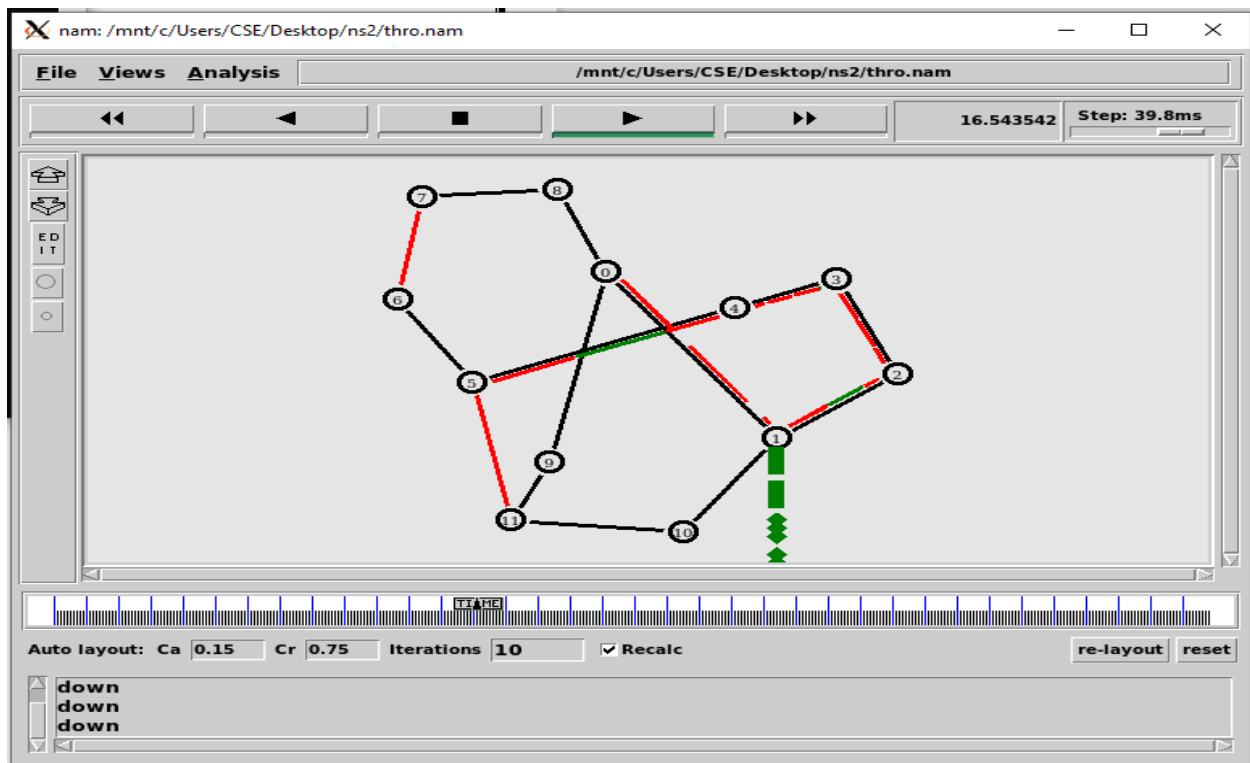 nam: /mnt/c/Users/CSE/Desktop/ns2/thro.nam
File Views Analysis /mnt/c/Users/CSE/Desktop/ns2/thro.nam
16.543542 Step: 39.8ms
E D
I T
7
8
0
3
6
4
2
5
1
9
11
10
TIME
Auto layout: Ca 0.15 Cr 0.75 Iterations 10 Recalc re-layout reset
down
down
down